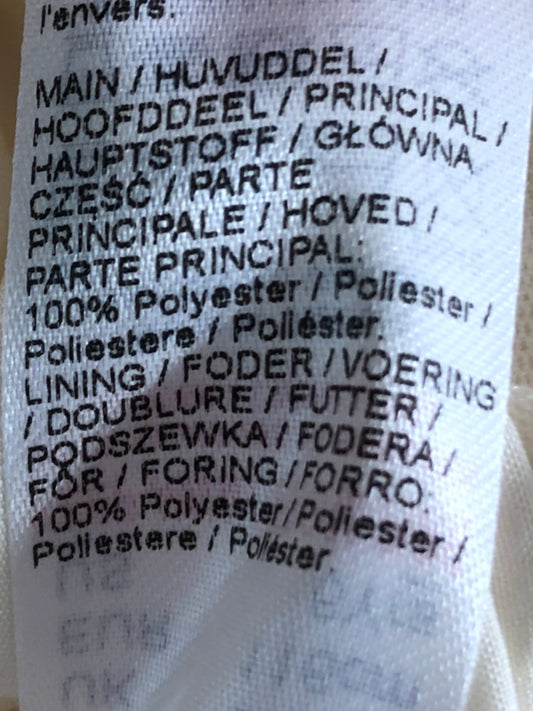 l'envers.
MAIN / HUVUDDEL /
HOOFDDEEL / PRINCIPAL /
HAUPTSTOFF / GŁÓWNA
CZĘŚĆ / PARTE
PRINCIPALE / HOVED /
PARTE PRINCIPAL:
100% Polyester / Poliester /
Poliestere / Poliéster.
LINING / FODER / VOERING
/ DOUBLURE / FUTTER /
PODSZEWKA / FODERA /
FÓR / FORING / FORRO:
100% Polyester/Poliester /
Poliestere / Poliéster.